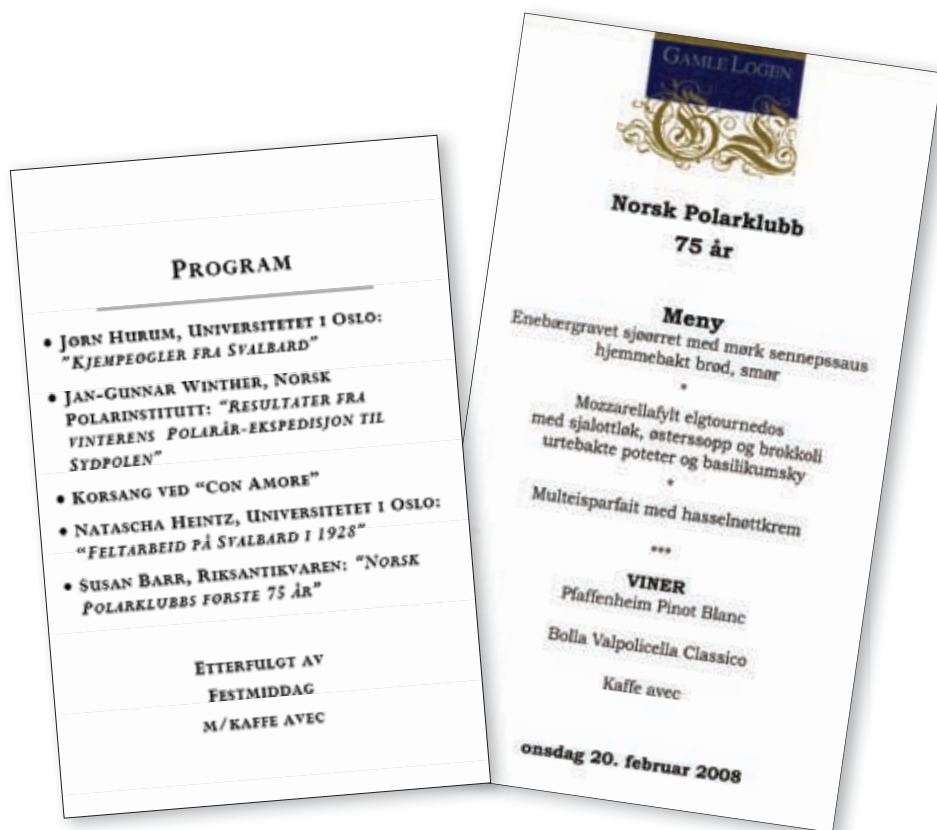 PROGRAM
• JØRN HURUM, UNIVERSITETET I OSLO:
"KJEMPEØGLER FRA SVALBARD"
• JAN-GUNNAR WINTHER, NORSK
POLARINSTITUTT: "RESULTATER FRA
VINTERENS POLARÅR-EKSPEDISJON TIL
SYDPOLEN"
• KORSANG VED "CON AMORE"
• NATASCHA HEINTZ, UNIVERSITETET I OSLO:
"FELTARBEID PÅ SVALBARD I 1928"
• SUSAN BARR, RIKSANTIKVAREN: "NORSK
POLARKLUBBS FØRSTE 75 ÅR"
ETTERFULGT AV
FESTMIDDAG
M/KAFFE AVEC
GAMLE LOGEN
GL
Norsk Polarklubb
75 år
Meny
Enebærgravet sjøørret med mørk sennepssaus
hjemmebakt brød, smør
*
Mozzarellafylt elgtournedos
med sjalottløk, østerssopp og brokkoli
urtebakte poteter og basilikumsky
*
Multeisparfait med hasselnøttkrem
***
VINER
Pfaffenheim Pinot Blanc
Bolla Valpolicella Classico
Kaffe avec
onsdag 20. februar 2008